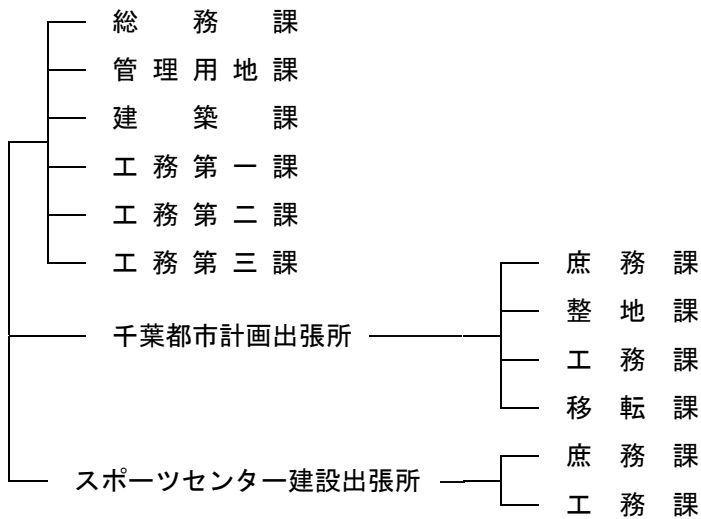 総務課
管理用地課
建築課
工務第一課
工務第二課
工務第三課
千葉都市計画出張所
庶務課
整地課
工務課
移転課
スポーツセンター建設出張所
庶務課
工務課